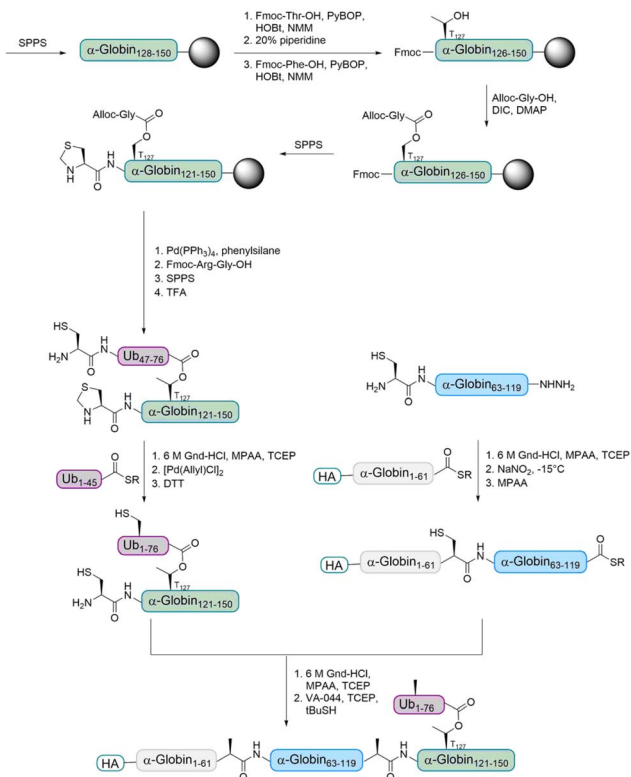 SPPS
α-Globin128-150
1. Fmoc-Thr-OH, PyBOP,
HOBt, NMM
2. 20% piperidine
3. Fmoc-Phe-OH, PyBOP,
HOBt, NMM
OH
T127
Fmoc
α-Globin126-150
Alloc-Gly-OH,
DIC, DMAP
Alloc-Gly
O
O
T127
Fmoc
α-Globin126-150
SPPS
Alloc-Gly
O
O
S
N
H
O
H
N
T127
α-Globin121-150
1. Pd(PPh3)4, phenylsilane
2. Fmoc-Arg-Gly-OH
3. SPPS
4. TFA
HS
H2N
O
H
N
Ub47-76
O
O
S
N
H
O
H
N
T127
α-Globin121-150
HS
H2N
O
H
N
α-Globin63-119
NHNH2
Ub1-45
O
SR
1. 6 M Gnd-HCl, MPAA, TCEP
2. [Pd(Allyl)Cl]2
3. DTT
HA
α-Globin1-61
O
SR
1. 6 M Gnd-HCl, MPAA, TCEP
2. NaNO2, -15°C
3. MPAA
HS
Ub1-76
O
O
HS
H2N
O
H
N
T127
α-Globin121-150
HA
α-Globin1-61
HS
O
H
N
α-Globin63-119
O
SR
1. 6 M Gnd-HCl,
MPAA, TCEP
2. VA-044, TCEP,
tBuSH
Ub1-76
O
O
T127
HA
α-Globin1-61
O
H
N
α-Globin63-119
O
H
N
α-Globin121-150